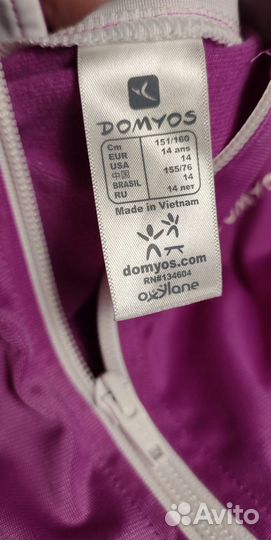 DOMYOS
Cm 151/160
EUR 14 ans
USA 14
中国 155/76
BRASIL 14
RU 14 лет
Made in Vietnam
domyos.com
RN#134604
oxylane
Avito